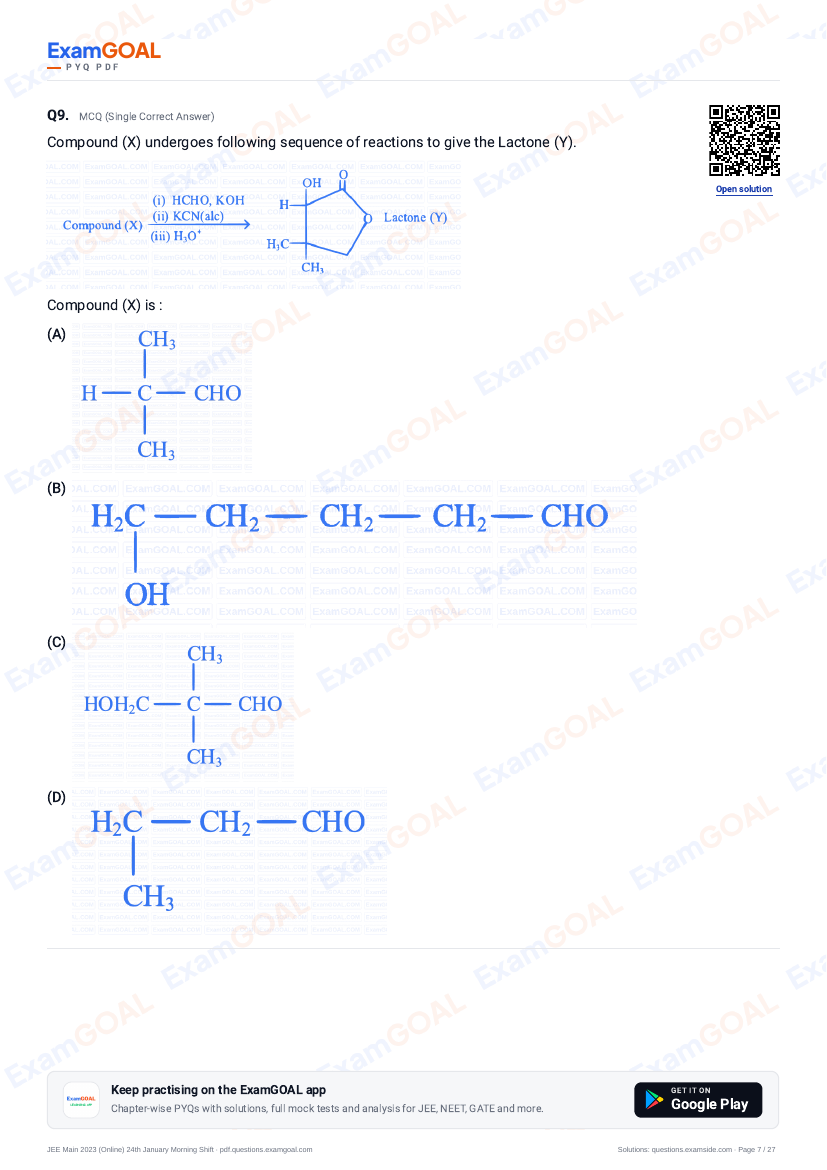 ExamGOAL
PYQ PDF
Q9. MCQ (Single Correct Answer)
Compound (X) undergoes following sequence of reactions to give the Lactone (Y).
Open solution
Compound (X)
(i) HCHO, KOH
(ii) KCN(alc)
(iii) H₃O⁺
OH
O
H
O
H₃C
CH₃
Lactone (Y)
Compound (X) is :
(A)
CH₃
H — C — CHO
CH₃
(B)
H₂C — CH₂ — CH₂ — CH₂ — CHO
OH
(C)
CH₃
HOH₂C — C — CHO
CH₃
(D)
H₂C — CH₂ — CHO
CH₃
Keep practising on the ExamGOAL app
Chapter-wise PYQs with solutions, full mock tests and analysis for JEE, NEET, GATE and more.
GET IT ON
Google Play
JEE Main 2023 (Online) 24th January Morning Shift · pdf.questions.examgoal.com
Solutions: questions.examside.com · Page 7 / 27